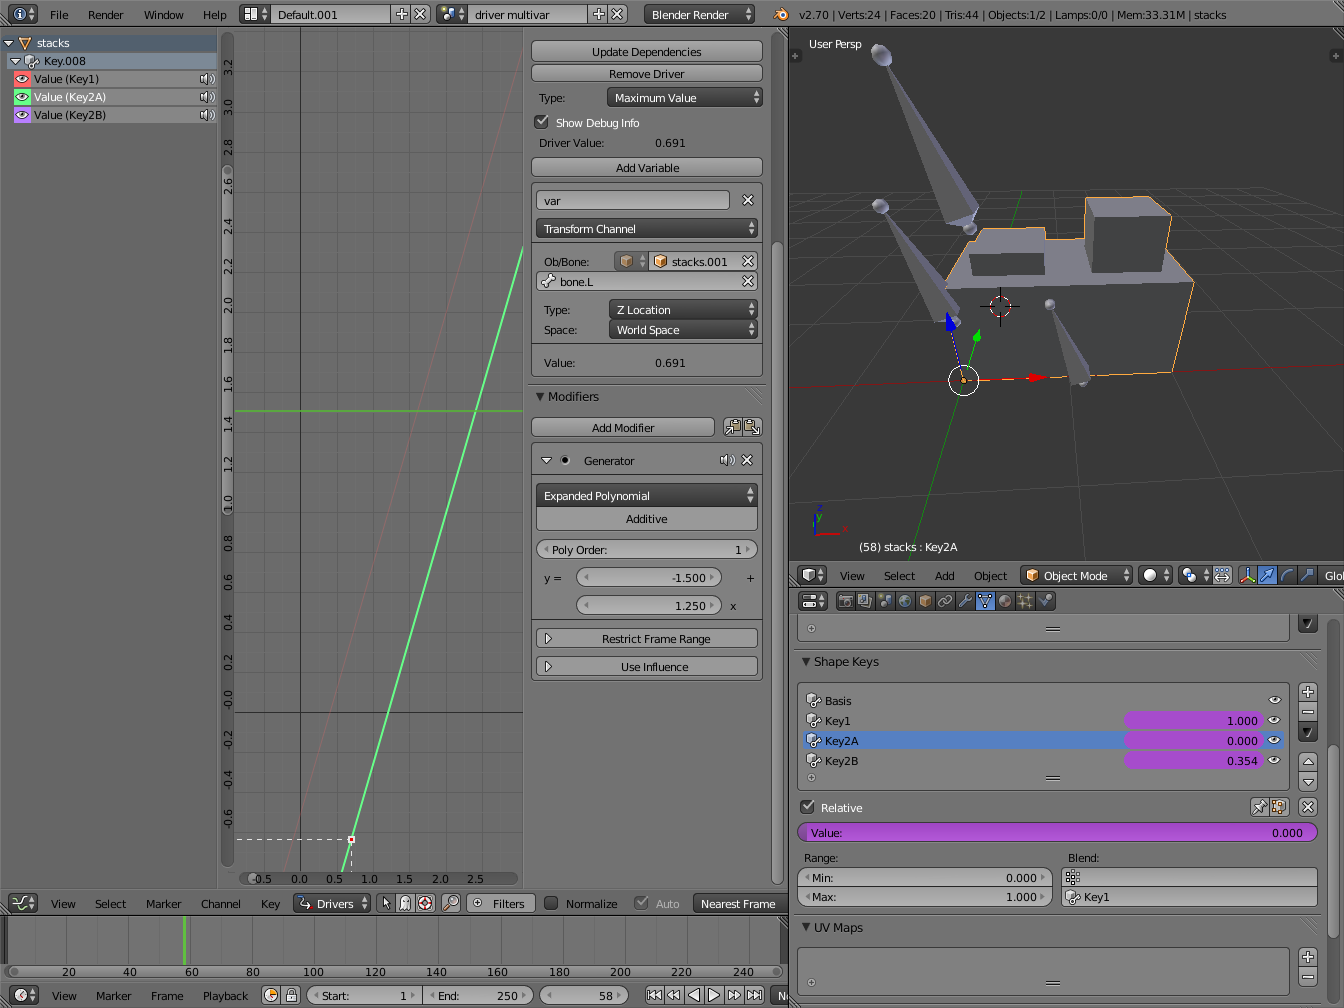 File Render Window Help Default.001 driver multivar Blender Render v2.70 | Verts:24 | Faces:20 | Tris:44 | Objects:1/2 | Lamps:0/0 | Mem:33.31M | stacks
stacks
Key.008
Value (Key1)
Value (Key2A)
Value (Key2B)
3.2
3.0
2.8
2.6
2.4
2.2
2.0
1.8
1.6
1.4
1.2
1.0
0.8
0.6
0.4
0.2
-0.0
-0.2
-0.4
-0.6
-0.5 0.0 0.5 1.0 1.5 2.0 2.5
Update Dependencies
Remove Driver
Type: Maximum Value
Show Debug Info
Driver Value: 0.691
Add Variable
var
Transform Channel
Ob/Bone: stacks.001
bone.L
Type: Z Location
Space: World Space
Value: 0.691
Modifiers
Add Modifier
Generator
Expanded Polynomial
Additive
Poly Order: 1
y = -1.500 +
1.250 x
Restrict Frame Range
Use Influence
View Select Marker Channel Key Drivers Filters Normalize Auto Nearest Frame
20 40 60 80 100 120 140 160 180 200 220 240
View Marker Frame Playback Start: 1 End: 250 58
User Persp
z
y
x
(58) stacks : Key2A
View Select Add Object Object Mode Glo
Shape Keys
Basis
Key1 1.000
Key2A 0.000
Key2B 0.354
Relative
Value: 0.000
Range: Blend:
Min: 0.000
Max: 1.000 Key1
UV Maps